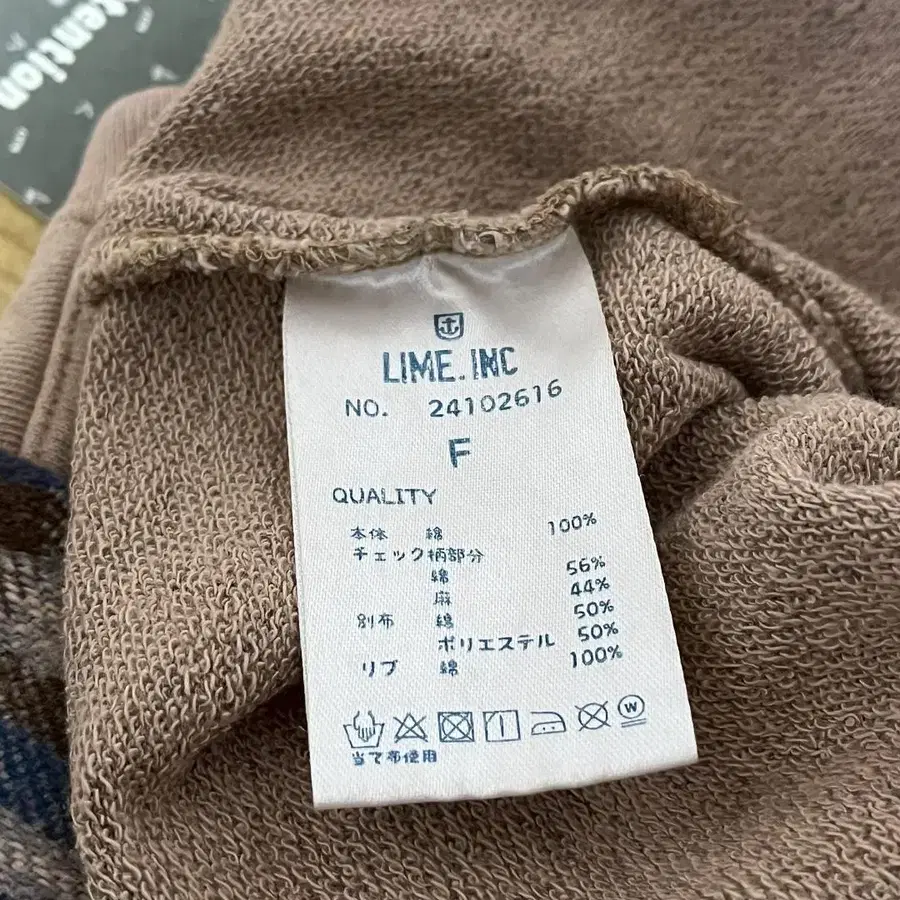 tention
LIME.INC
NO. 24102616
F
QUALITY
本体 綿 100%
チェック柄部分
綿 56%
麻 44%
別布 綿 50%
ポリエステル 50%
リブ 綿 100%
W
当て布使用